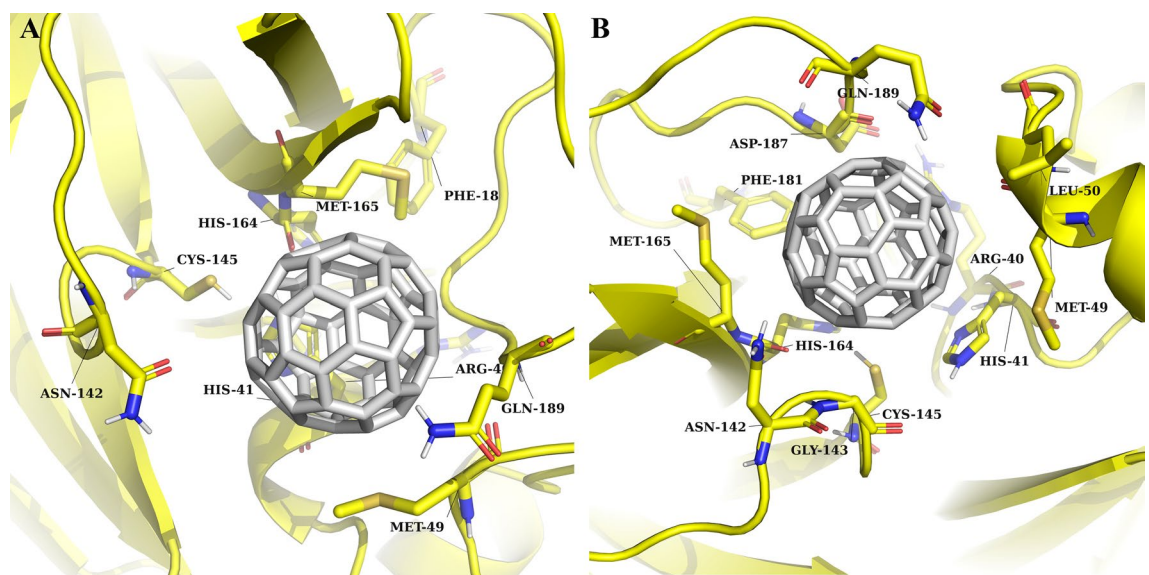 A
PHE-18
MET-165
HIS-164
CYS-145
ASN-142
HIS-41
ARG-4
GLN-189
MET-49
B
GLN-189
ASP-187
PHE-181
LEU-50
MET-165
ARG-40
MET-49
HIS-164
HIS-41
CYS-145
ASN-142
GLY-143